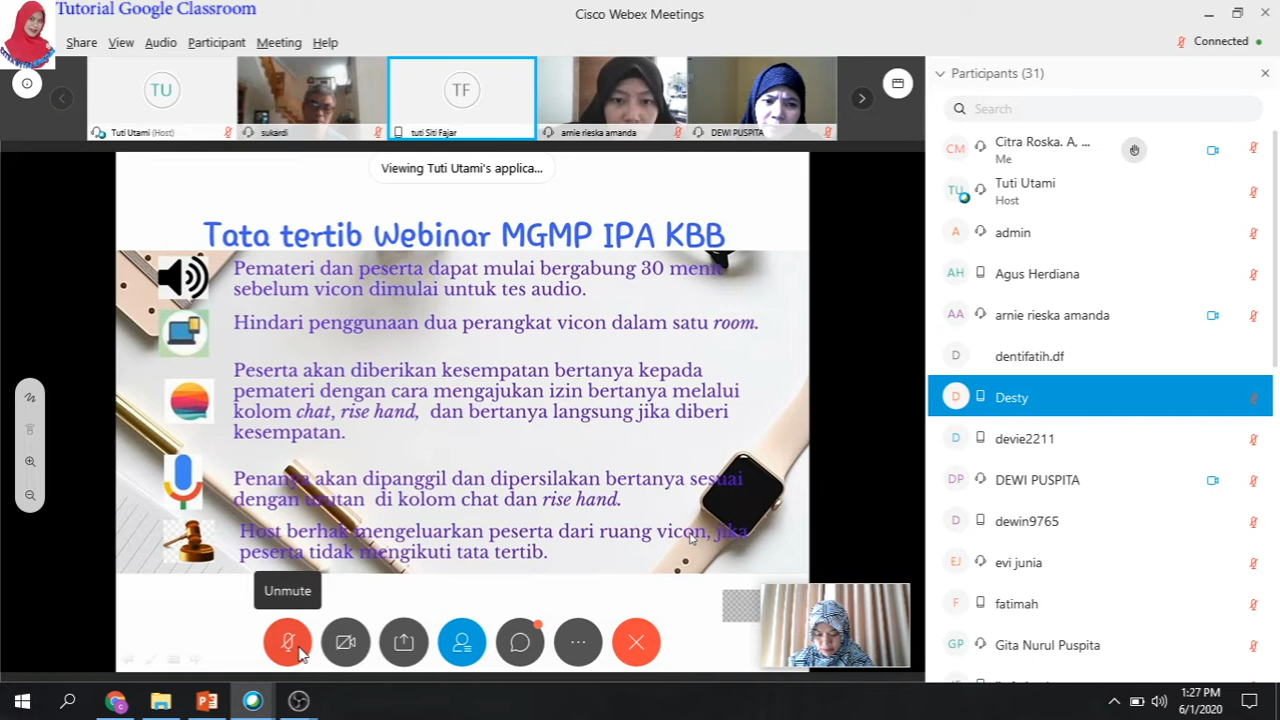 Tutorial Google Classroom
Cisco Webex Meetings
Share View Audio Participant Meeting Help
Connected
TU
TF
Tuti Utami (Host)
sukardi
tuti Siti Fajar
arnie rieska amanda
DEWI PUSPITA
Viewing Tuti Utami's applica...
Tata tertib Webinar MGMP IPA KBB
Pemateri dan peserta dapat mulai bergabung 30 menit
sebelum vicon dimulai untuk tes audio.
Hindari penggunaan dua perangkat vicon dalam satu room.
Peserta akan diberikan kesempatan bertanya kepada
pemateri dengan cara mengajukan izin bertanya melalui
kolom chat, rise hand, dan bertanya langsung jika diberi
kesempatan.
Penanya akan dipanggil dan dipersilakan bertanya sesuai
dengan urutan di kolom chat dan rise hand.
Host berhak mengeluarkan peserta dari ruang vicon, jika
peserta tidak mengikuti tata tertib.
Unmute
Participants (31)
Search
CM Citra Roska. A, ...
Me
TU Tuti Utami
Host
A admin
AH Agus Herdiana
AA arnie rieska amanda
D dentifatih.df
D Desty
D devie2211
DP DEWI PUSPITA
D dewin9765
EJ evi junia
F fatimah
GP Gita Nurul Puspita
1:27 PM
6/1/2020